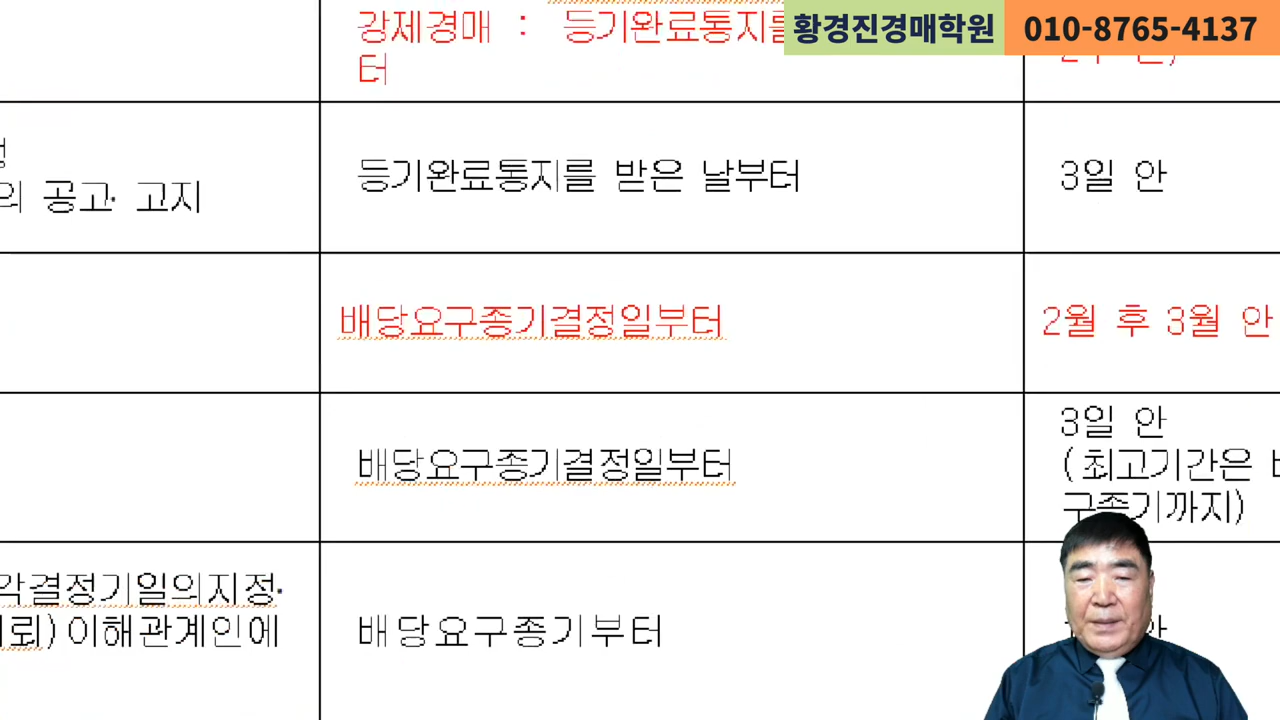 황경진경매학원 010-8765-4137
강제경매 : 등기완료통지를
터
등기완료통지를 받은 날부터
3일 안
의 공고· 고지
배당요구종기결정일부터
2월 후 3월 안
배당요구종기결정일부터
3일 안
(최고기간은
구종기까지)
각결정기일의지정·
뢰)이해관계인에
배당요구종기부터
안